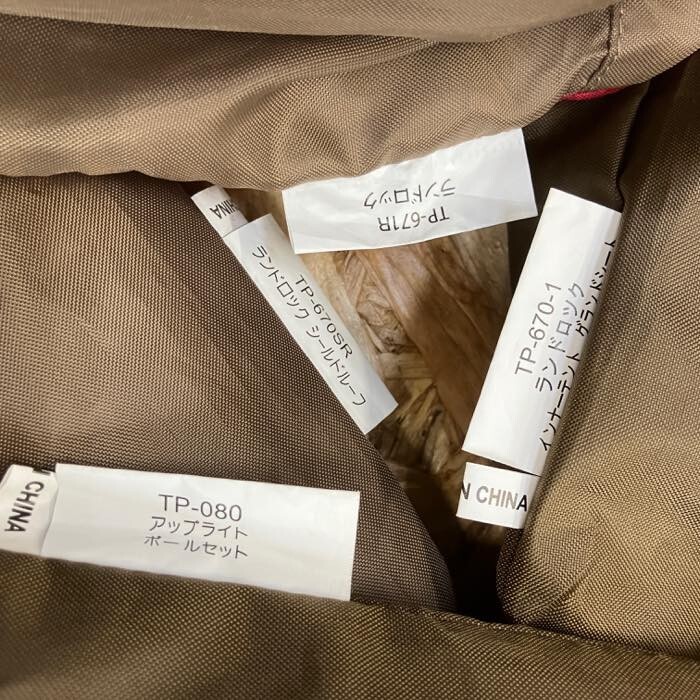 TP-671R
ランドロック
CHINA
TP-670SR
ランドロック シールドルーフ
TP-670-1
ランドロック
インナーテント グランドシート
N CHINA
TP-080
アップライト
ポールセット
CHINA